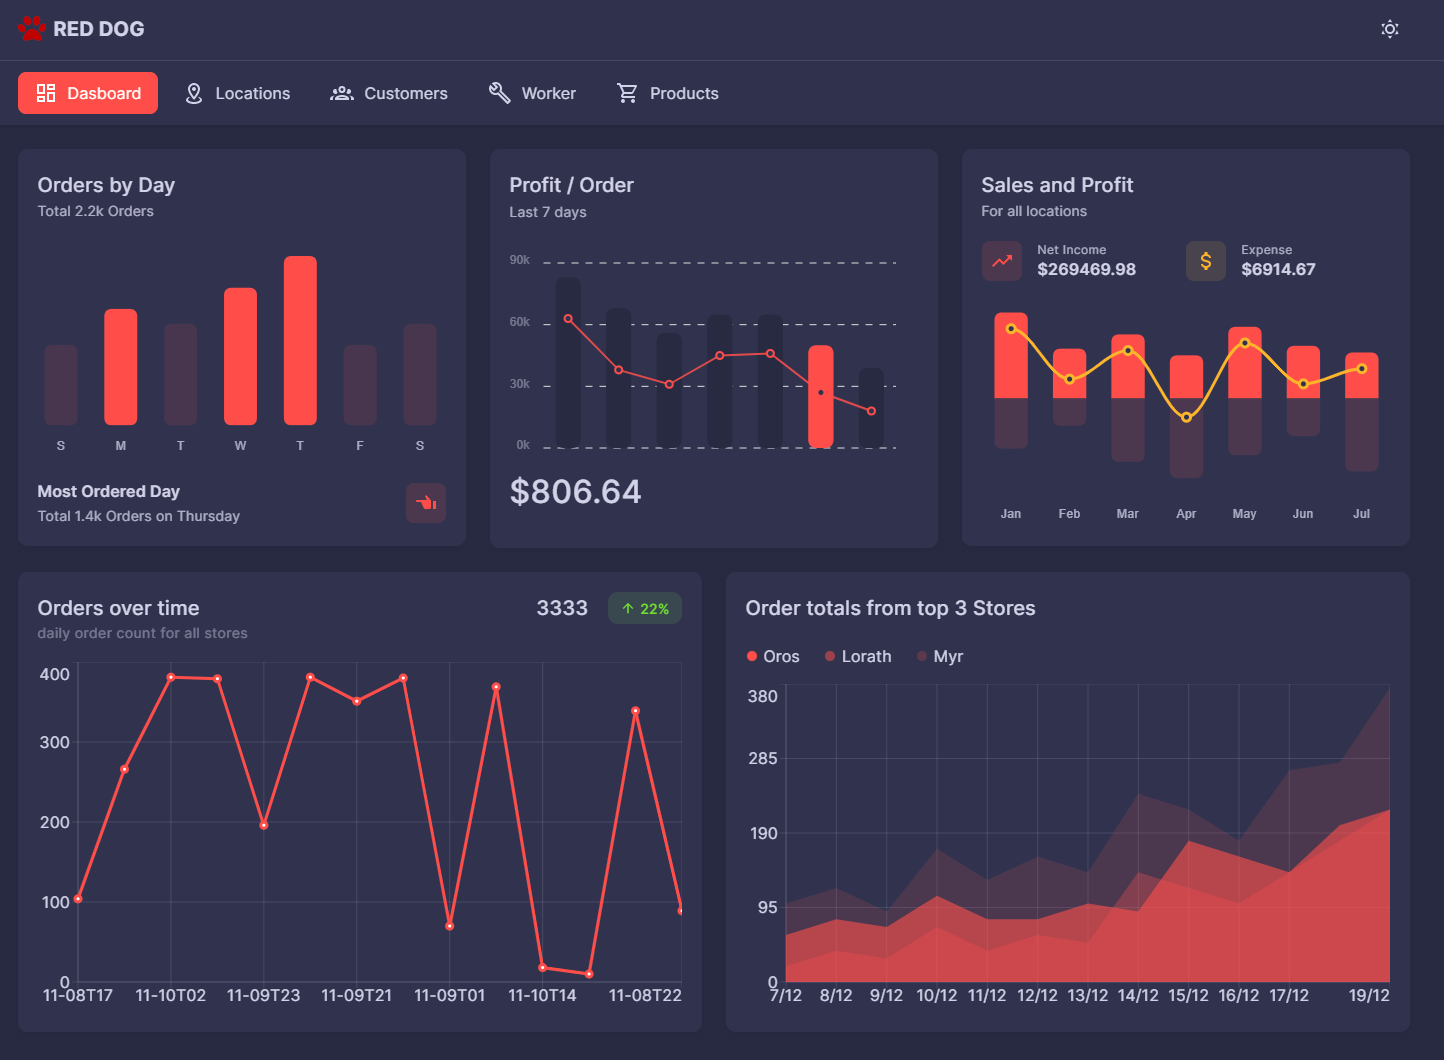 RED DOG
Dasboard Locations Customers Worker Products
Orders by Day
Total 2.2k Orders
S M T W T F S
Most Ordered Day
Total 1.4k Orders on Thursday
Profit / Order
Last 7 days
90k
60k
30k
0k
$806.64
Sales and Profit
For all locations
Net Income
$269469.98
Expense
$6914.67
Jan Feb Mar Apr May Jun Jul
Orders over time
daily order count for all stores
3333
22%
400
300
200
100
0
11-08T17 11-10T02 11-09T23 11-09T21 11-09T01 11-10T14 11-08T22
Order totals from top 3 Stores
Oros Lorath Myr
380
285
190
95
0
7/12 8/12 9/12 10/12 11/12 12/12 13/12 14/12 15/12 16/12 17/12 19/12